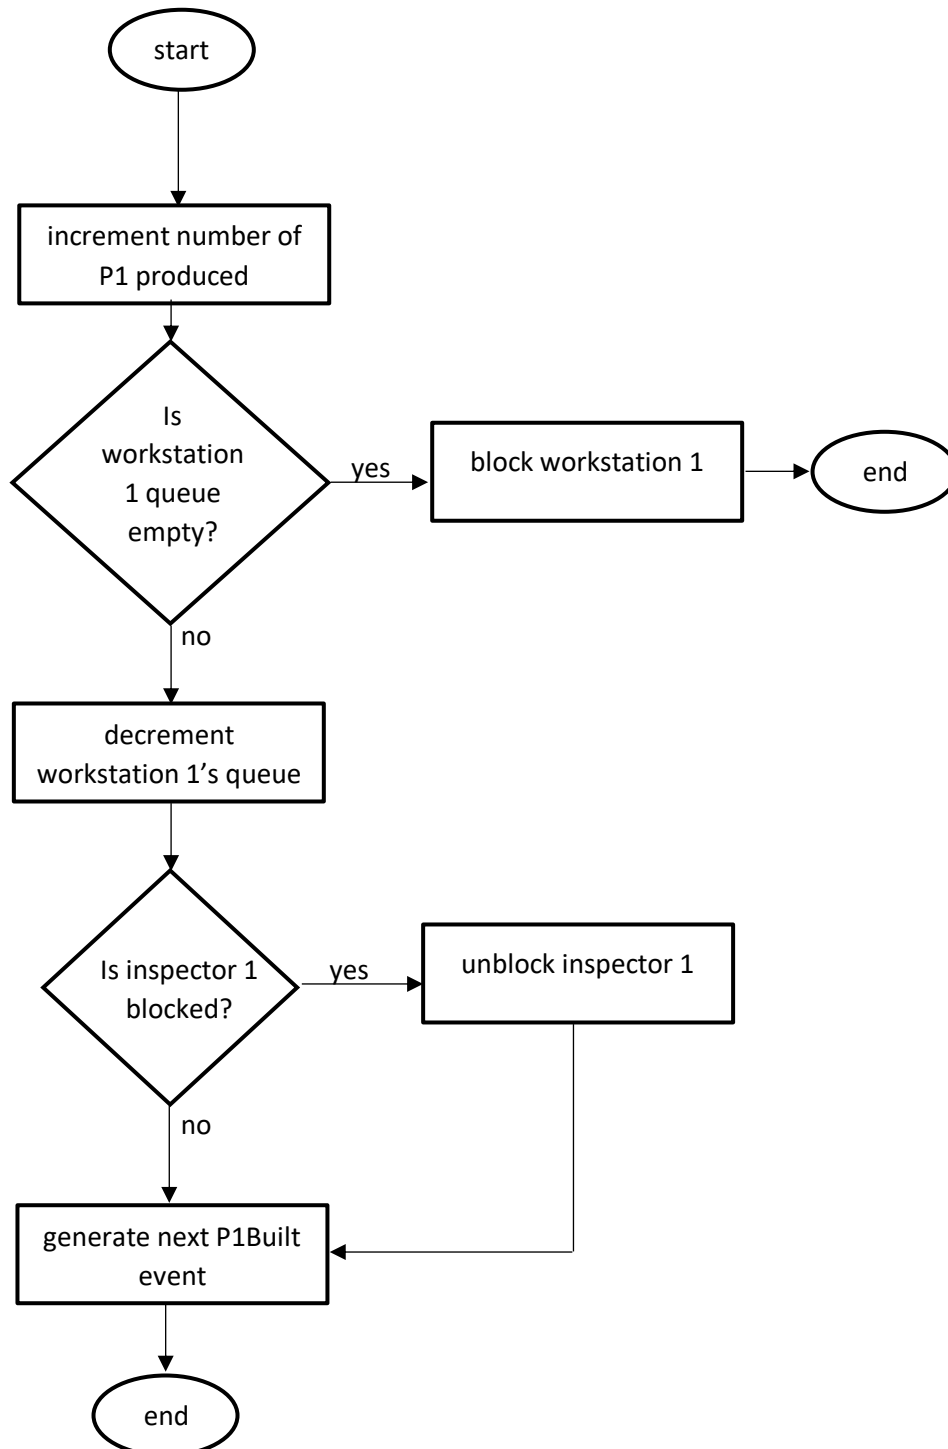 start
increment number of
P1 produced
Is
workstation
1 queue
empty?
yes
block workstation 1
end
no
decrement
workstation 1's queue
Is inspector 1
blocked?
yes
unblock inspector 1
no
generate next P1Built
event
end